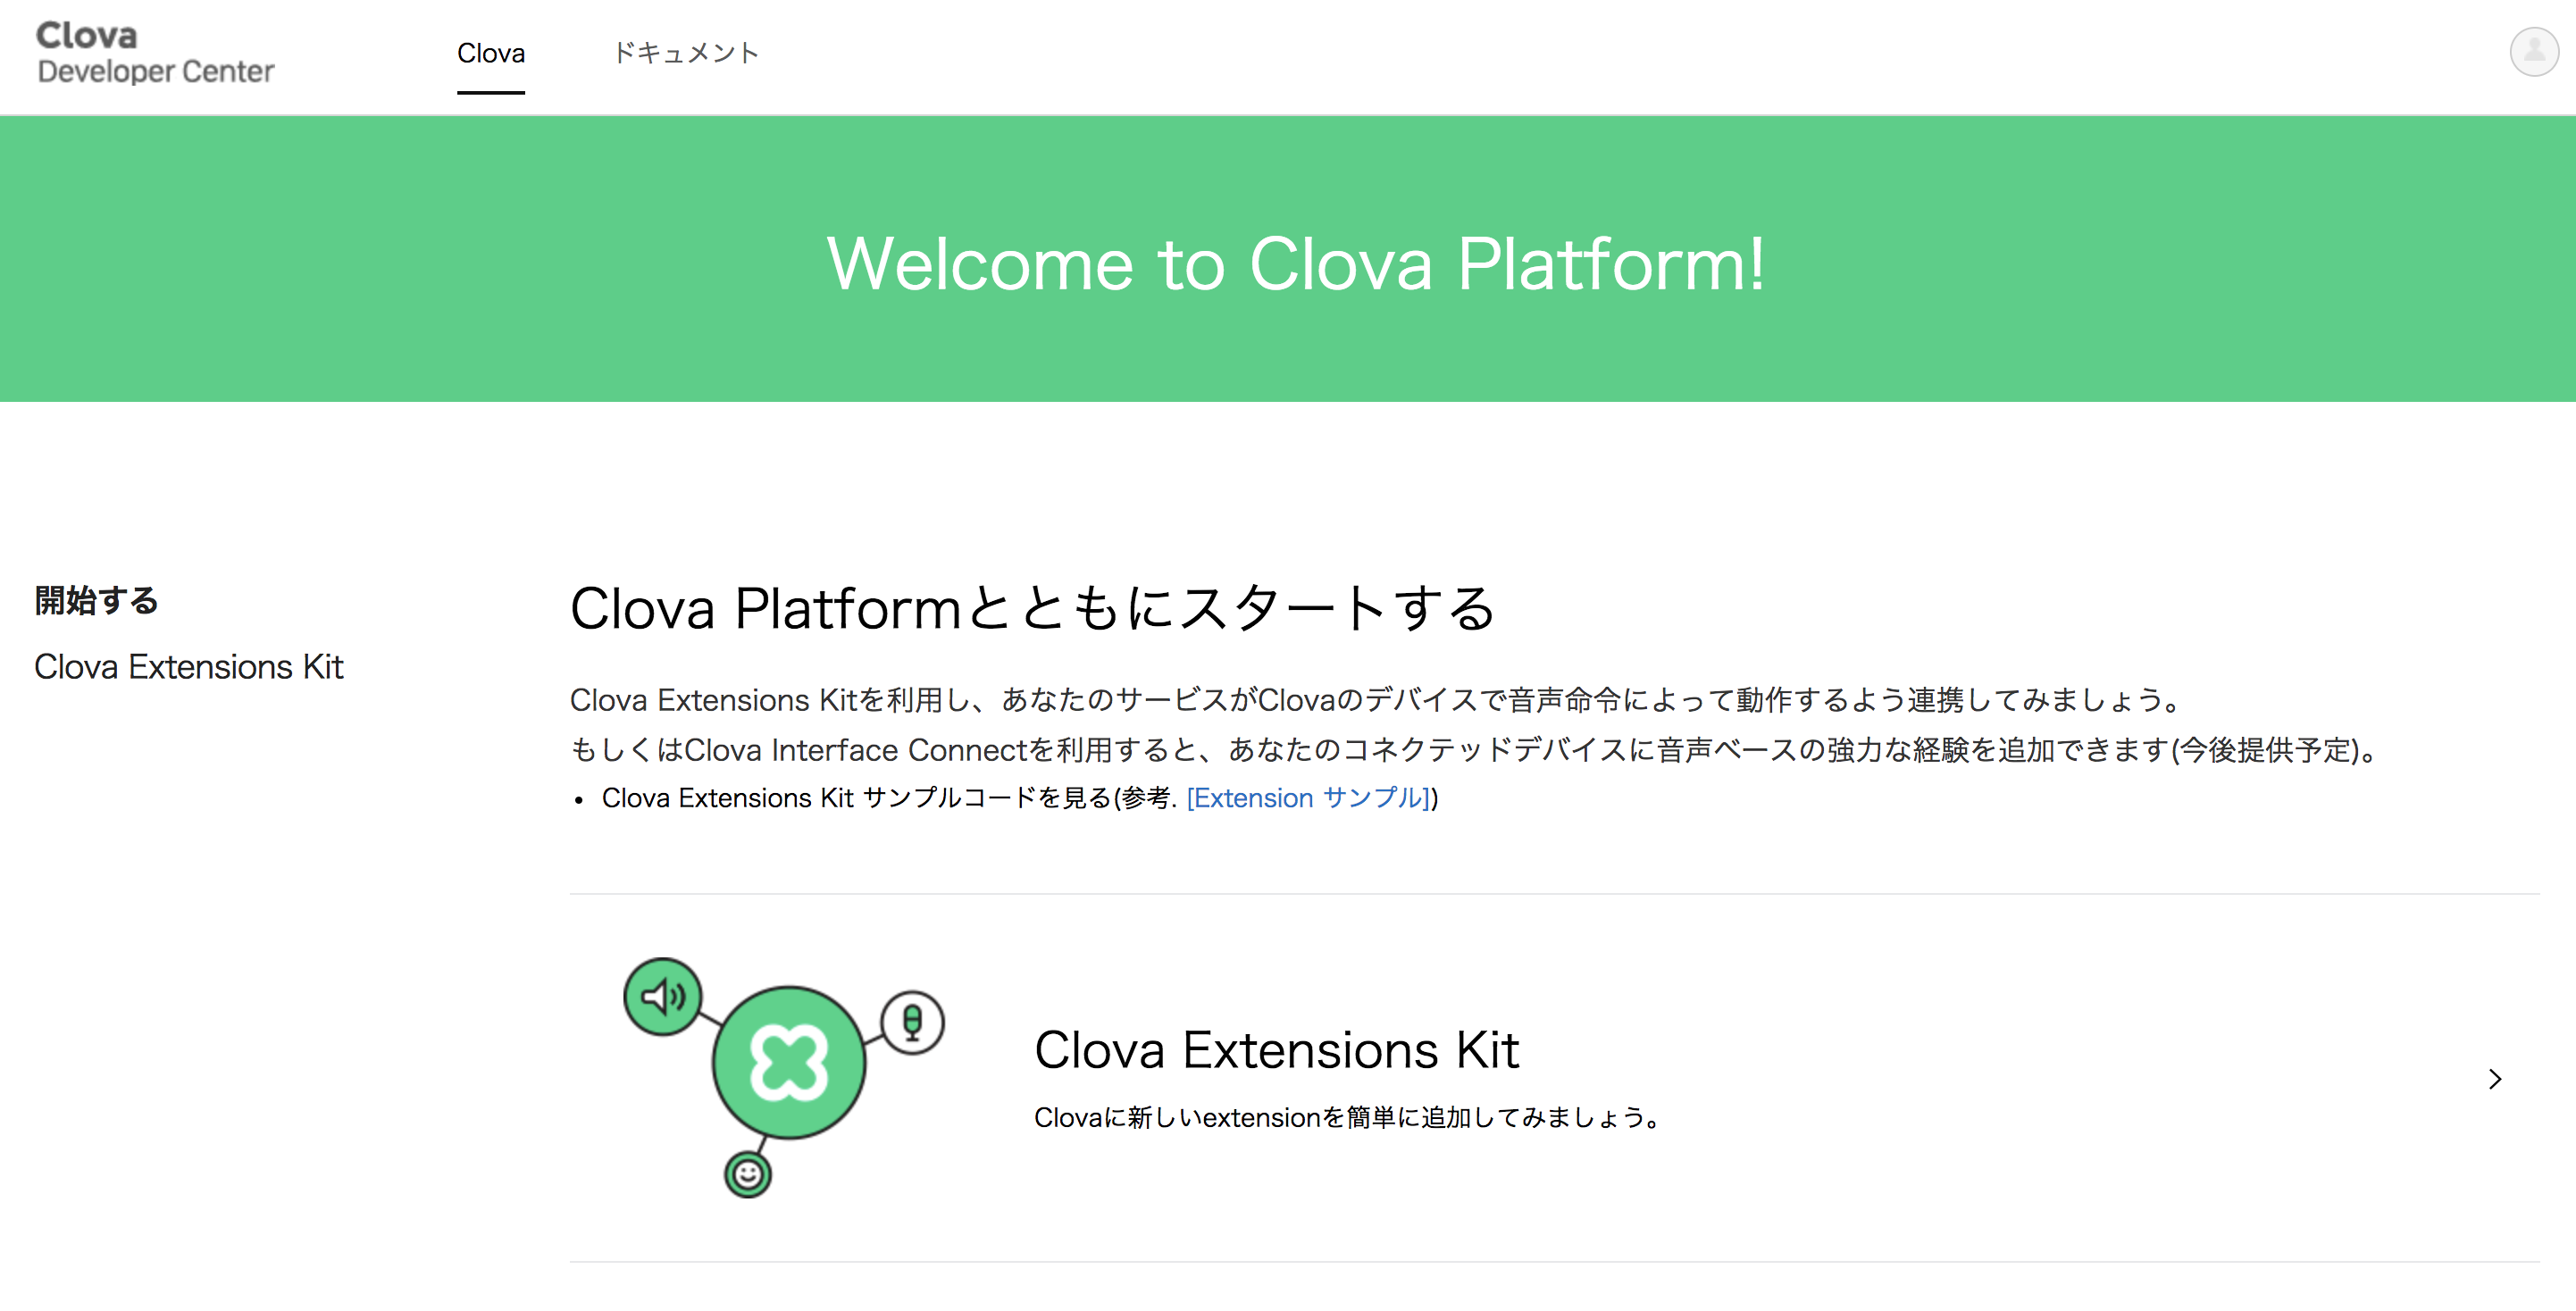 Clova
Developer Center
Clova
ドキュメント
Welcome to Clova Platform!
開始する
Clova Extensions Kit
Clova Platformとともにスタートする
Clova Extensions Kitを利用し、あなたのサービスがClovaのデバイスで音声命令によって動作するよう連携してみましょう。
もしくはClova Interface Connectを利用すると、あなたのコネクテッドデバイスに音声ベースの強力な経験を追加できます(今後提供予定)。
• Clova Extensions Kit サンプルコードを見る(参考. [Extension サンプル])
Clova Extensions Kit
Clovaに新しいextensionを簡単に追加してみましょう。